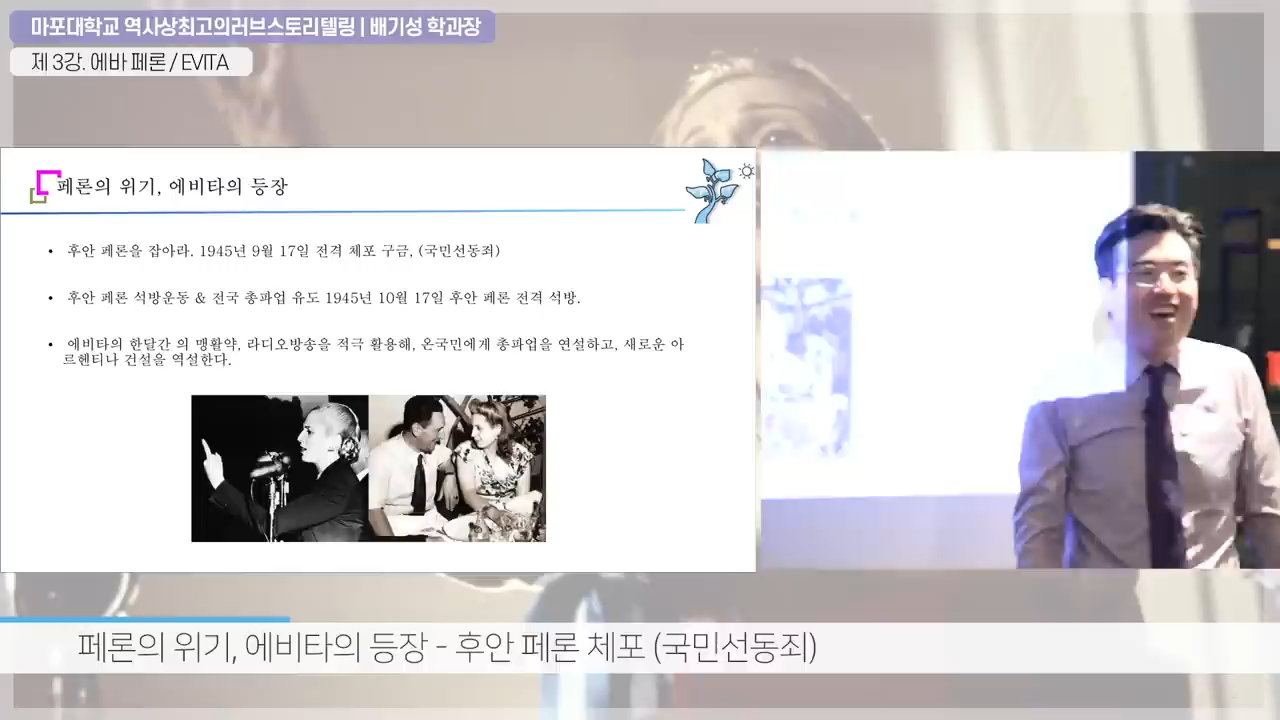 마포대학교 역사상최고의러브스토리텔링 | 배기성 학과장
제 3강. 에바 페론 / EVITA
페론의 위기, 에비타의 등장
• 후안 페론을 잡아라. 1945년 9월 17일 전격 체포 구금, (국민선동죄)
• 후안 페론 석방운동 & 전국 총파업 유도 1945년 10월 17일 후안 페론 전격 석방.
• 에비타의 한달간 의 맹활약, 라디오방송을 적극 활용해, 온국민에게 총파업을 연설하고, 새로운 아
르헨티나 건설을 역설한다.
페론의 위기, 에비타의 등장 - 후안 페론 체포 (국민선동죄)